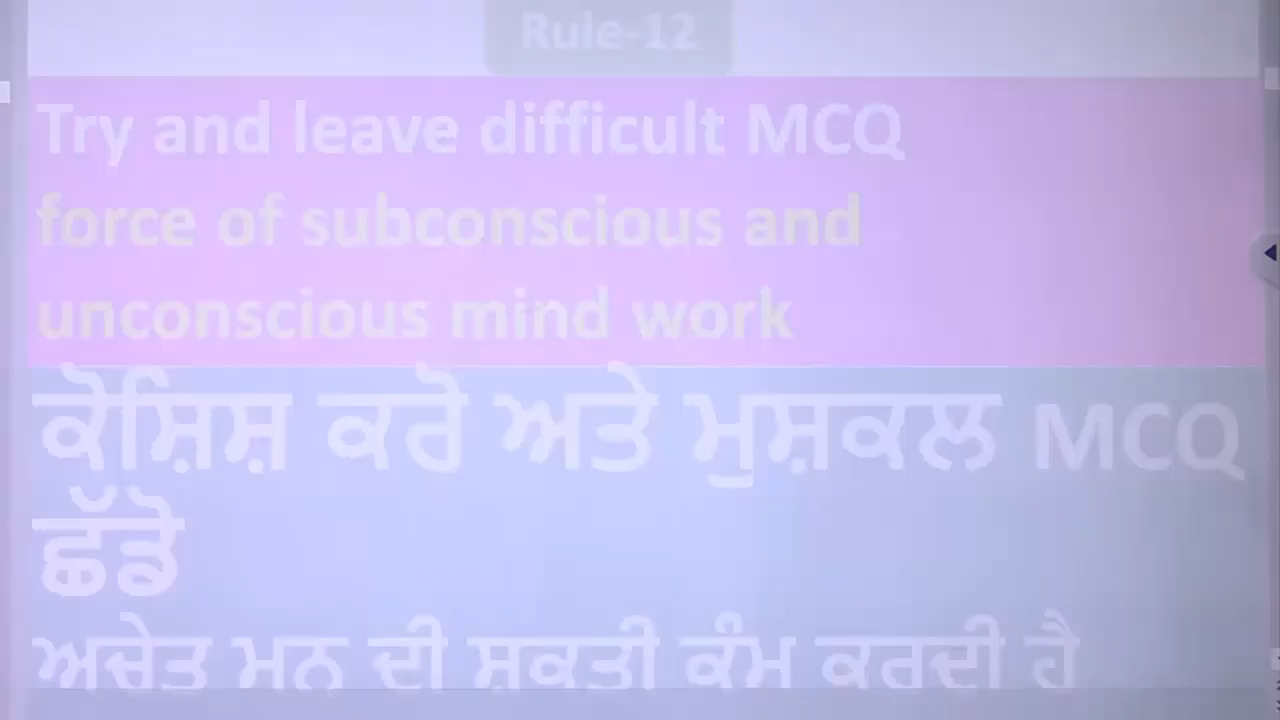 Rule-12
Try and leave difficult MCQ
force of subconscious and
unconscious mind work
ਕੋਸ਼ਿਸ਼ ਕਰੋ ਅਤੇ ਮੁਸ਼ਕਲ MCQ
ਛੱਡੋ
ਅਚੇਤ ਮਨ ਦੀ ਸ਼ਕਤੀ ਕੰਮ ਕਰਦੀ ਹੈ